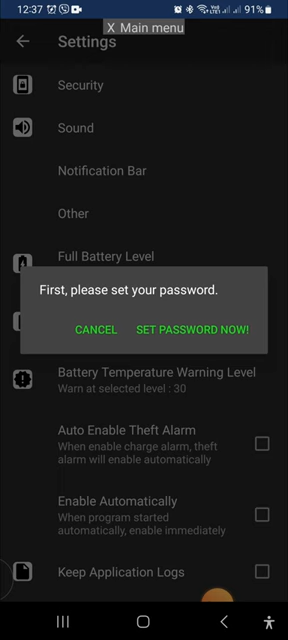 12:37
91%
X Main menu
Settings
Security
Sound
Notification Bar
Other
Full Battery Level
First, please set your password.
CANCEL SET PASSWORD NOW!
Battery Temperature Warning Level
Warn at selected level : 30
Auto Enable Theft Alarm
When enable charge alarm, theft
alarm will enable automatically
Enable Automatically
When program started
automatically, enable immediately
Keep Application Logs